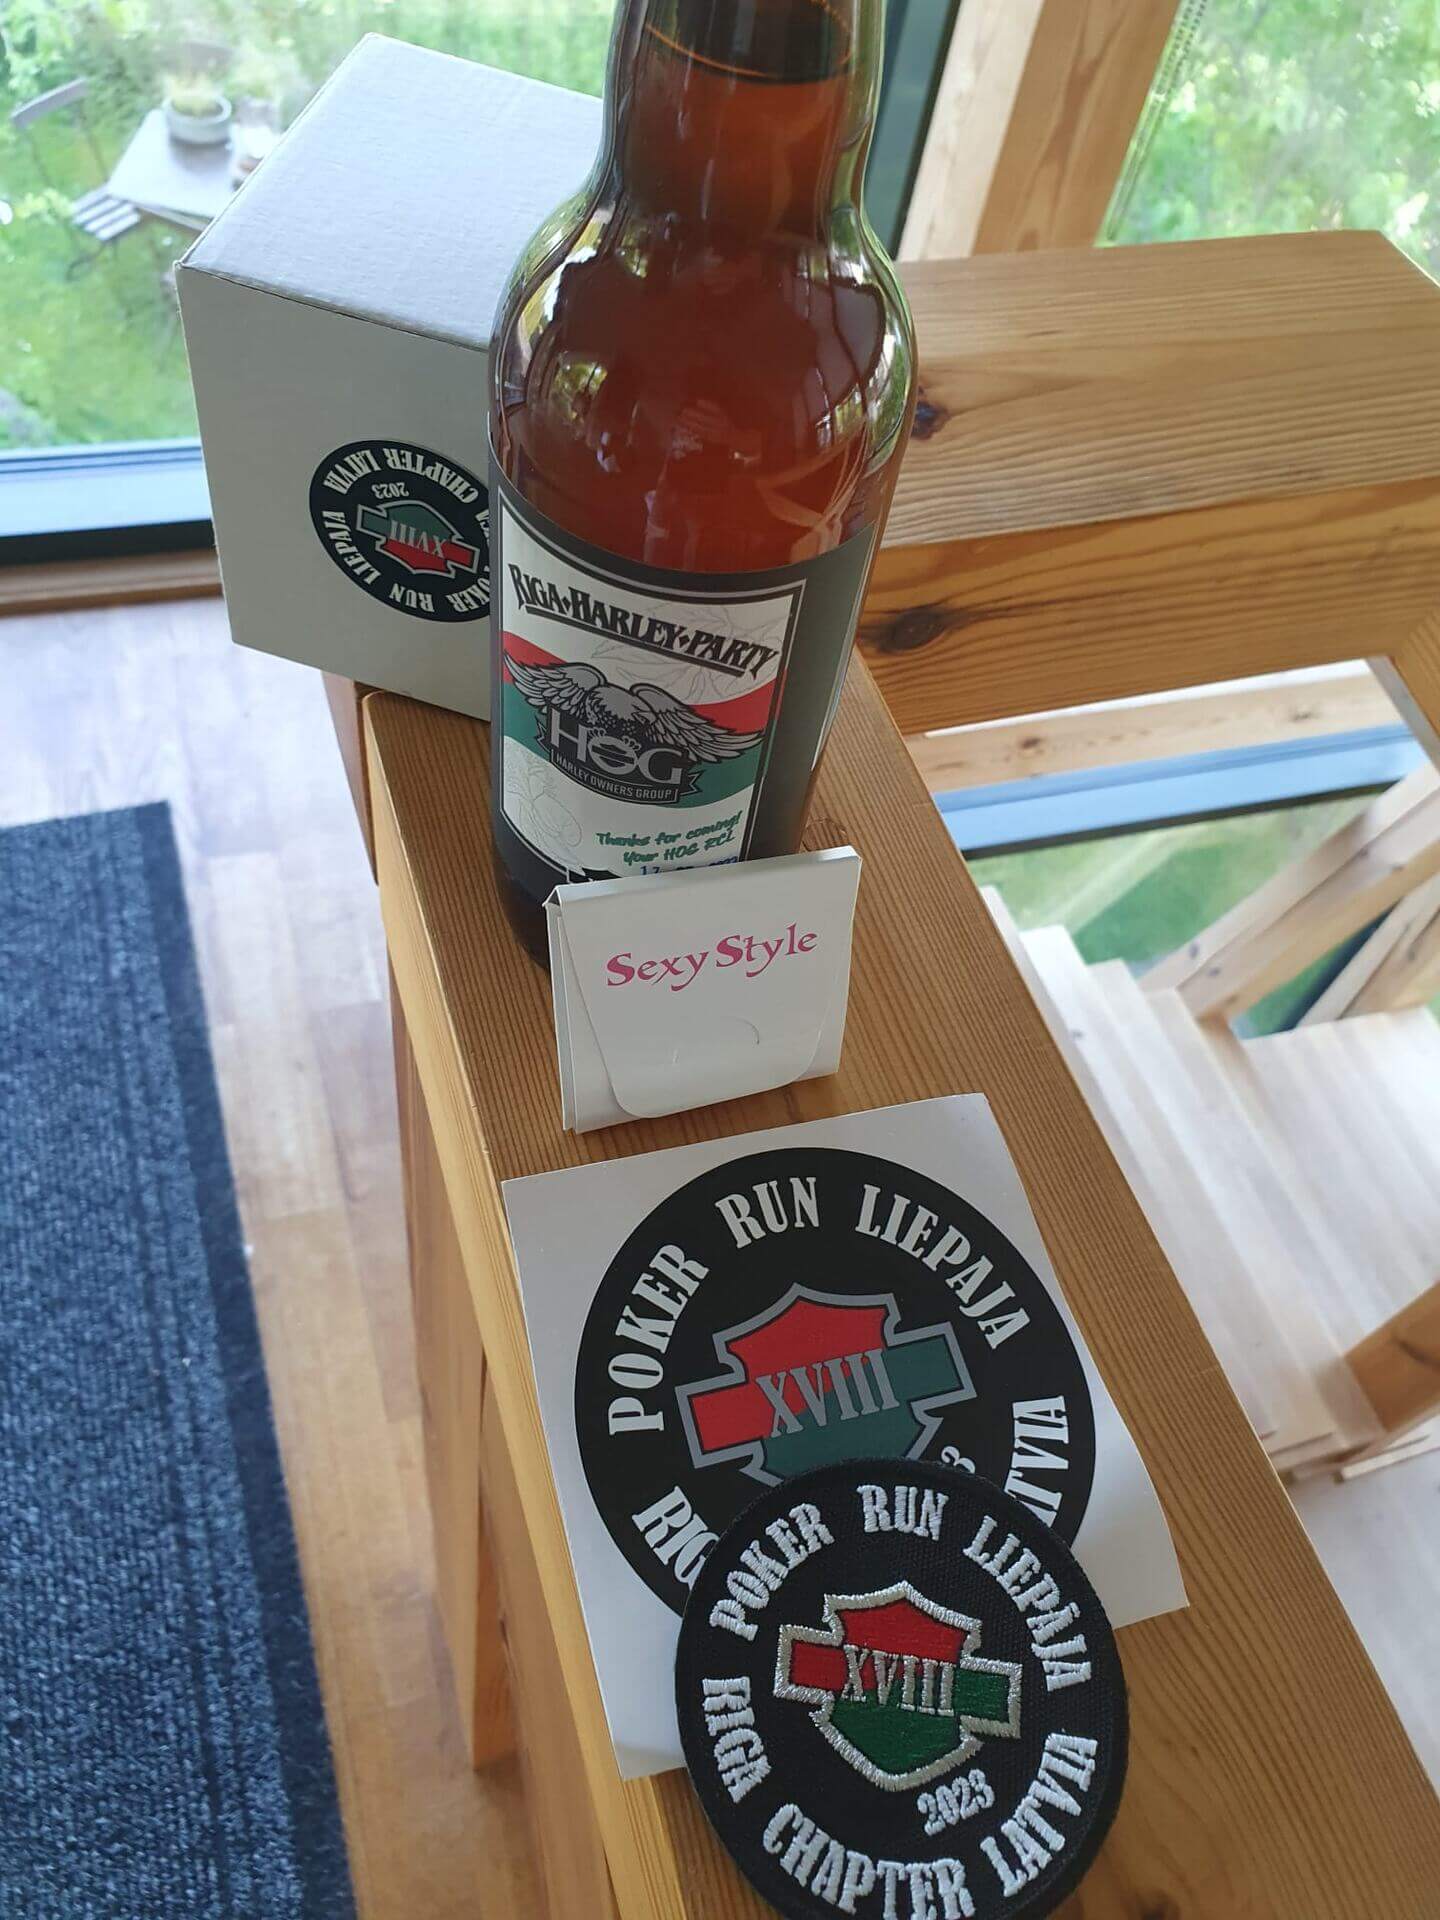 POKER RUN LIEPAJA
RIGA CHAPTER LATVIA
2023
XVIII
RIGA HARLEY PARTY
HOG
HARLEY OWNERS GROUP
Thanks for coming!
Your HOG RCL
Sexy Style
POKER RUN LIEPAJA
XVIII
POKER RUN LIEPĀJA
XVIII
2023
RIGA CHAPTER LATVIA